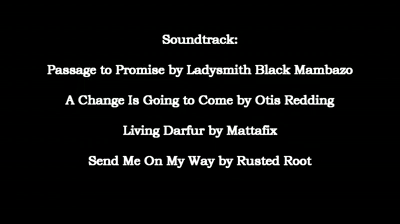 Soundtrack:
Passage to Promise by Ladysmith Black Mambazo
A Change Is Going to Come by Otis Redding
Living Darfur by Mattafix
Send Me On My Way by Rusted Root